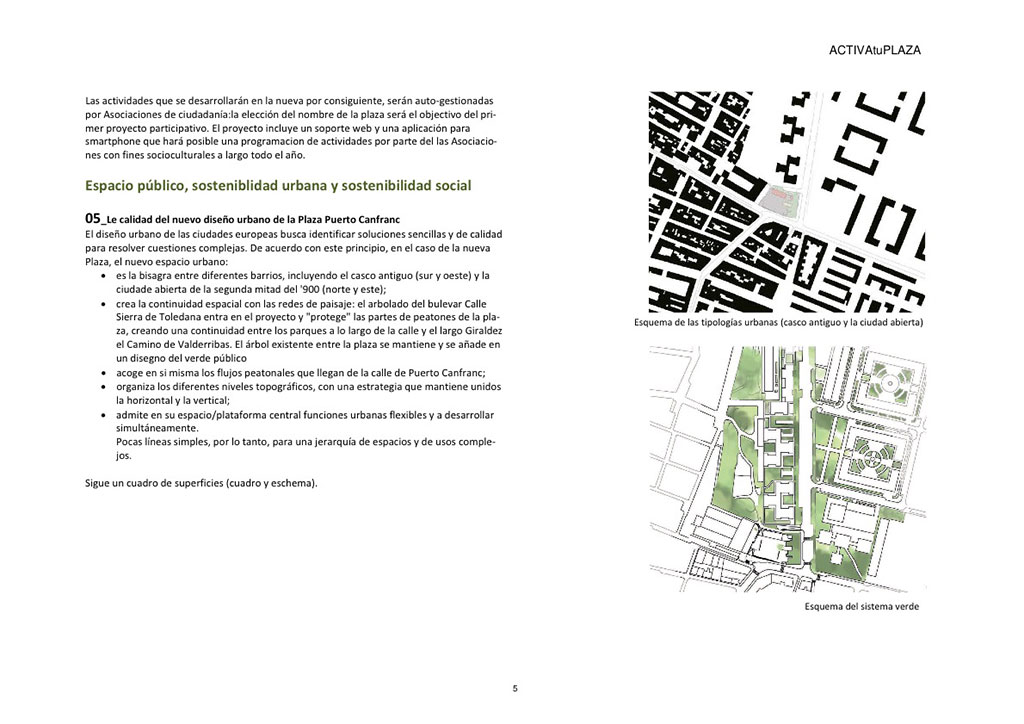 ACTIVAtuPLAZA
Las actividades que se desarrollarán en la nueva por consiguiente, serán auto-gestionadas
por Asociaciones de ciudadanía:la elección del nombre de la plaza será el objectivo del pri-
mer proyecto participativo. El proyecto incluye un soporte web y una aplicación para
smartphone que hará posible una programacion de actividades por parte del las Asociacio-
nes con fines socioculturales a largo todo el año.
Espacio público, sosteniblidad urbana y sostenibilidad social
05_Le calidad del nuevo diseño urbano de la Plaza Puerto Canfranc
El diseño urbano de las ciudades europeas busca identificar soluciones sencillas y de calidad
para resolver cuestiones complejas. De acuerdo con este principio, en el caso de la nueva
Plaza, el nuevo espacio urbano:
• es la bisagra entre diferentes barrios, incluyendo el casco antiguo (sur y oeste) y la
ciudade abierta de la segunda mitad del '900 (norte y este);
• crea la continuidad espacial con las redes de paisaje: el arbolado del bulevar Calle
Sierra de Toledana entra en el proyecto y "protege" las partes de peatones de la pla-
za, creando una continuidad entre los parques a lo largo de la calle y el largo Giraldez
el Camino de Valderribas. El árbol existente entre la plaza se mantiene y se añade en
un disegno del verde público
• acoge en si misma los flujos peatonales que llegan de la calle de Puerto Canfranc;
• organiza los diferentes niveles topográficos, con una estrategia que mantiene unidos
la horizontal y la vertical;
• admite en su espacio/plataforma central funciones urbanas flexibles y a desarrollar
simultáneamente.
Pocas líneas simples, por lo tanto, para una jerarquía de espacios y de usos comple-
jos.
Sigue un cuadro de superficies (cuadro y eschema).
Esquema de las tipologías urbanas (casco antiguo y la ciudad abierta)
Esquema del sistema verde
5